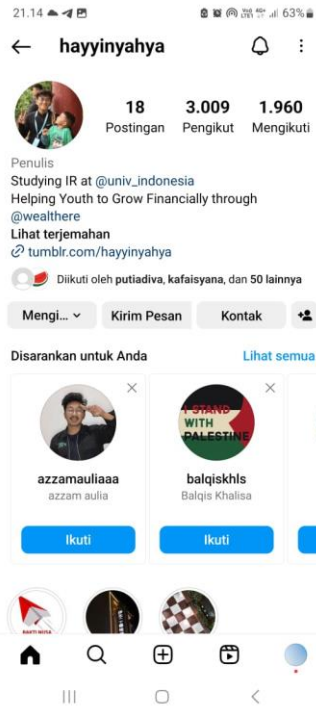 21.14
63%
hayyinyahya
18 3.009 1.960
Postingan Pengikut Mengikuti
Penulis
Studying IR at @univ_indonesia
Helping Youth to Grow Financially through
@wealthere
Lihat terjemahan
tumblr.com/hayyinyahya
Diikuti oleh putiadiva, kafaisyana, dan 50 lainnya
Mengi... Kirim Pesan Kontak
Disarankan untuk Anda Lihat semua
I STAND
WITH
PALESTINE
azzamauliaaa balqiskhls
azzam aulia Balqis Khalisa
Ikuti Ikuti
BAKTI NUSA